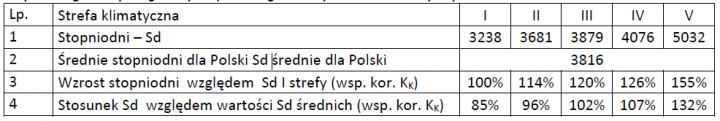 Lp. Strefa klimatyczna I II III IV V
1 Stopniodni – Sd 3238 3681 3879 4076 5032
2 Średnie stopniodni dla Polski Sd średnie dla Polski 3816
3 Wzrost stopniodni względem Sd I strefy (wsp. kor. KK) 100% 114% 120% 126% 155%
4 Stosunek Sd względem wartości Sd średnich (wsp. kor. KK) 85% 96% 102% 107% 132%